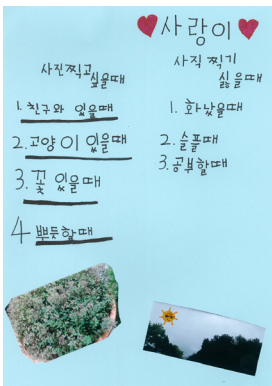 사랑이
사진찍고
싶을때
1. 친구와 있을때
2. 고양이 있을때
3. 꽃 있을때
4 뿌듯할때
사직 찍기
싫을때
1. 화났을때
2. 슬플때
3. 공부할때